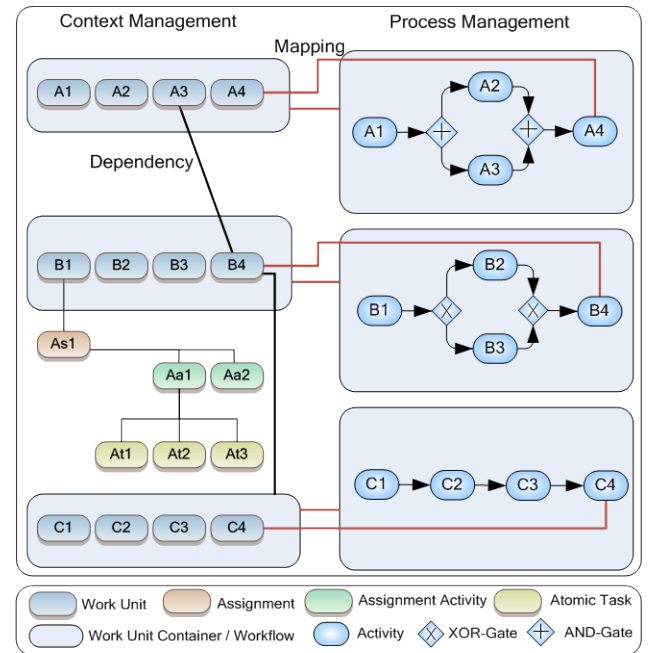 Context Management
Process Management
Mapping
A1 A2 A3 A4
A1
+
A2
A3
+
A4
Dependency
B1 B2 B3 B4
B1
X
B2
B3
X
B4
As1
Aa1 Aa2
At1 At2 At3
C1 C2 C3 C4
C1 C2 C3 C4
Work Unit Assignment Assignment Activity Atomic Task
Work Unit Container / Workflow Activity X XOR-Gate + AND-Gate